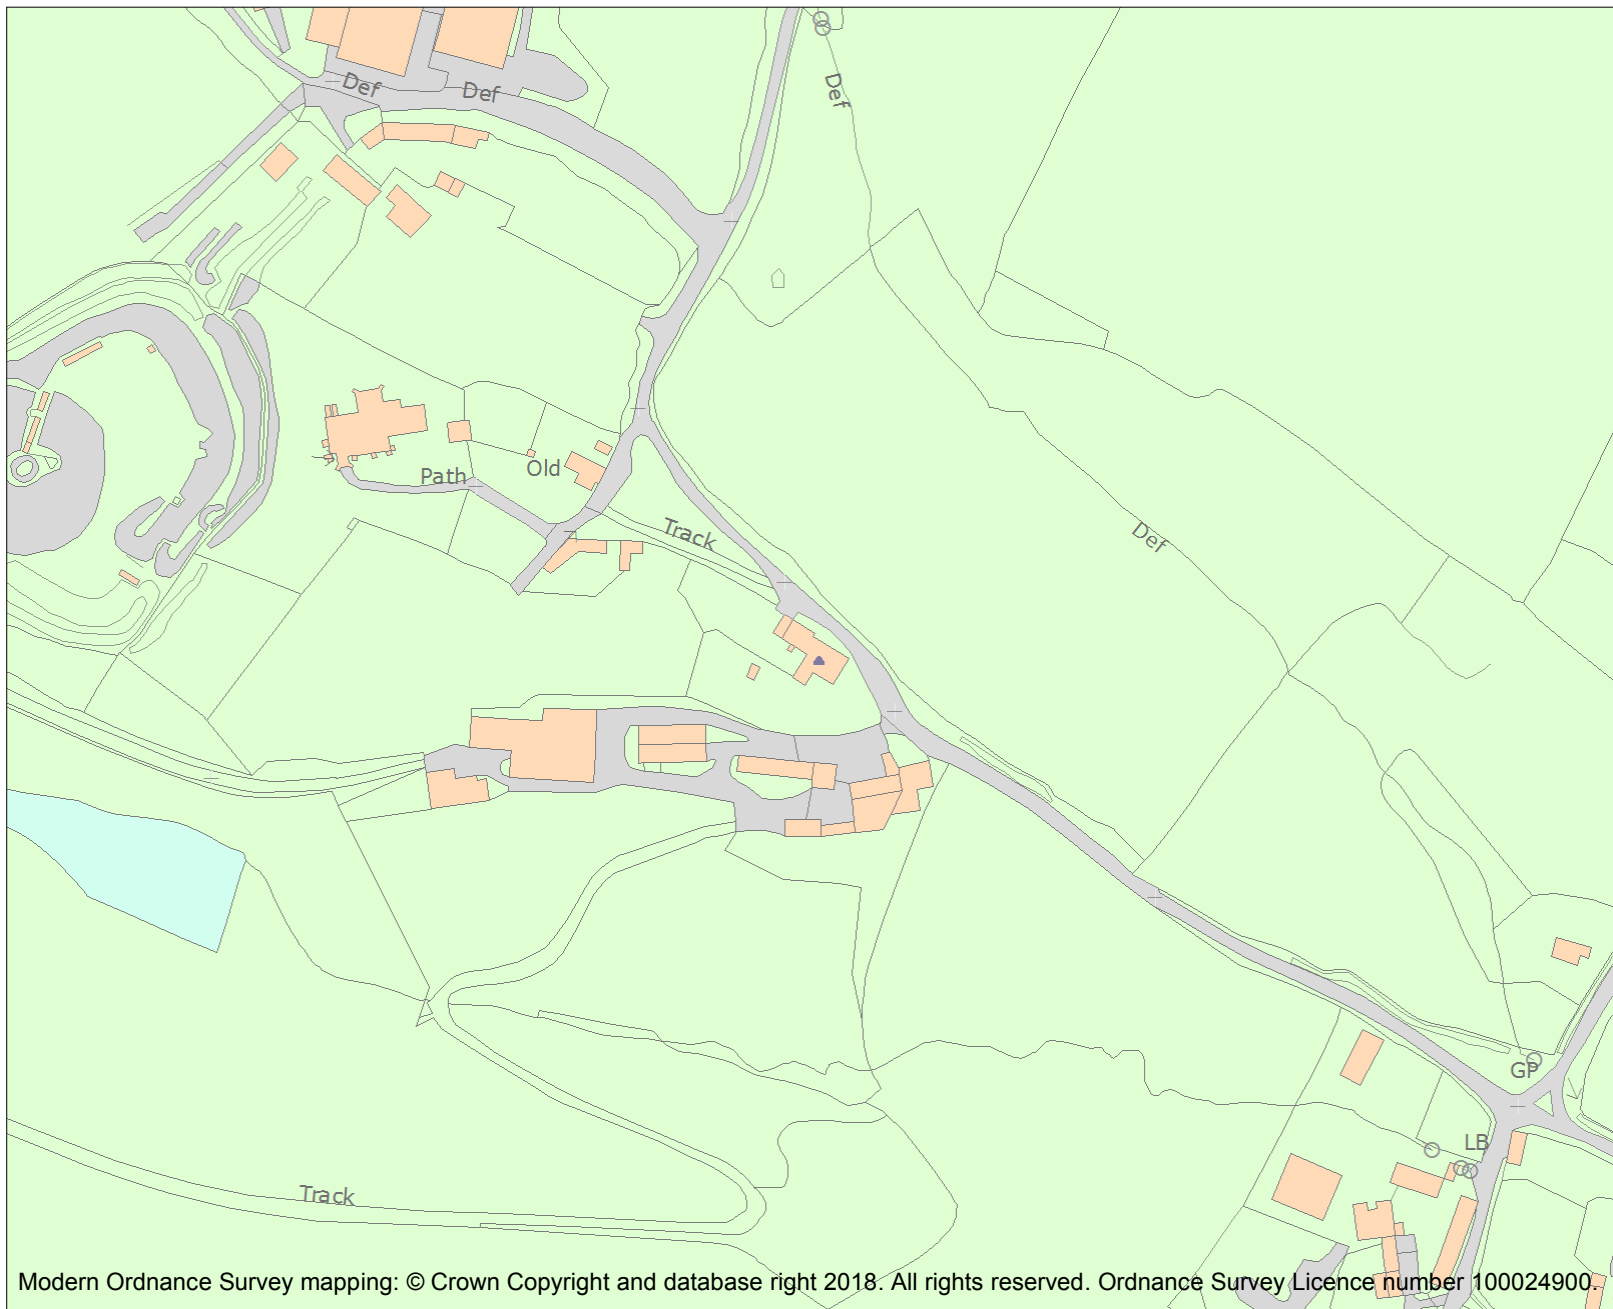 Def
Def
Def
Path
Old
Track
Def
GP
LB
Track
Modern Ordnance Survey mapping: © Crown Copyright and database right 2018. All rights reserved. Ordnance Survey Licence number 100024900.